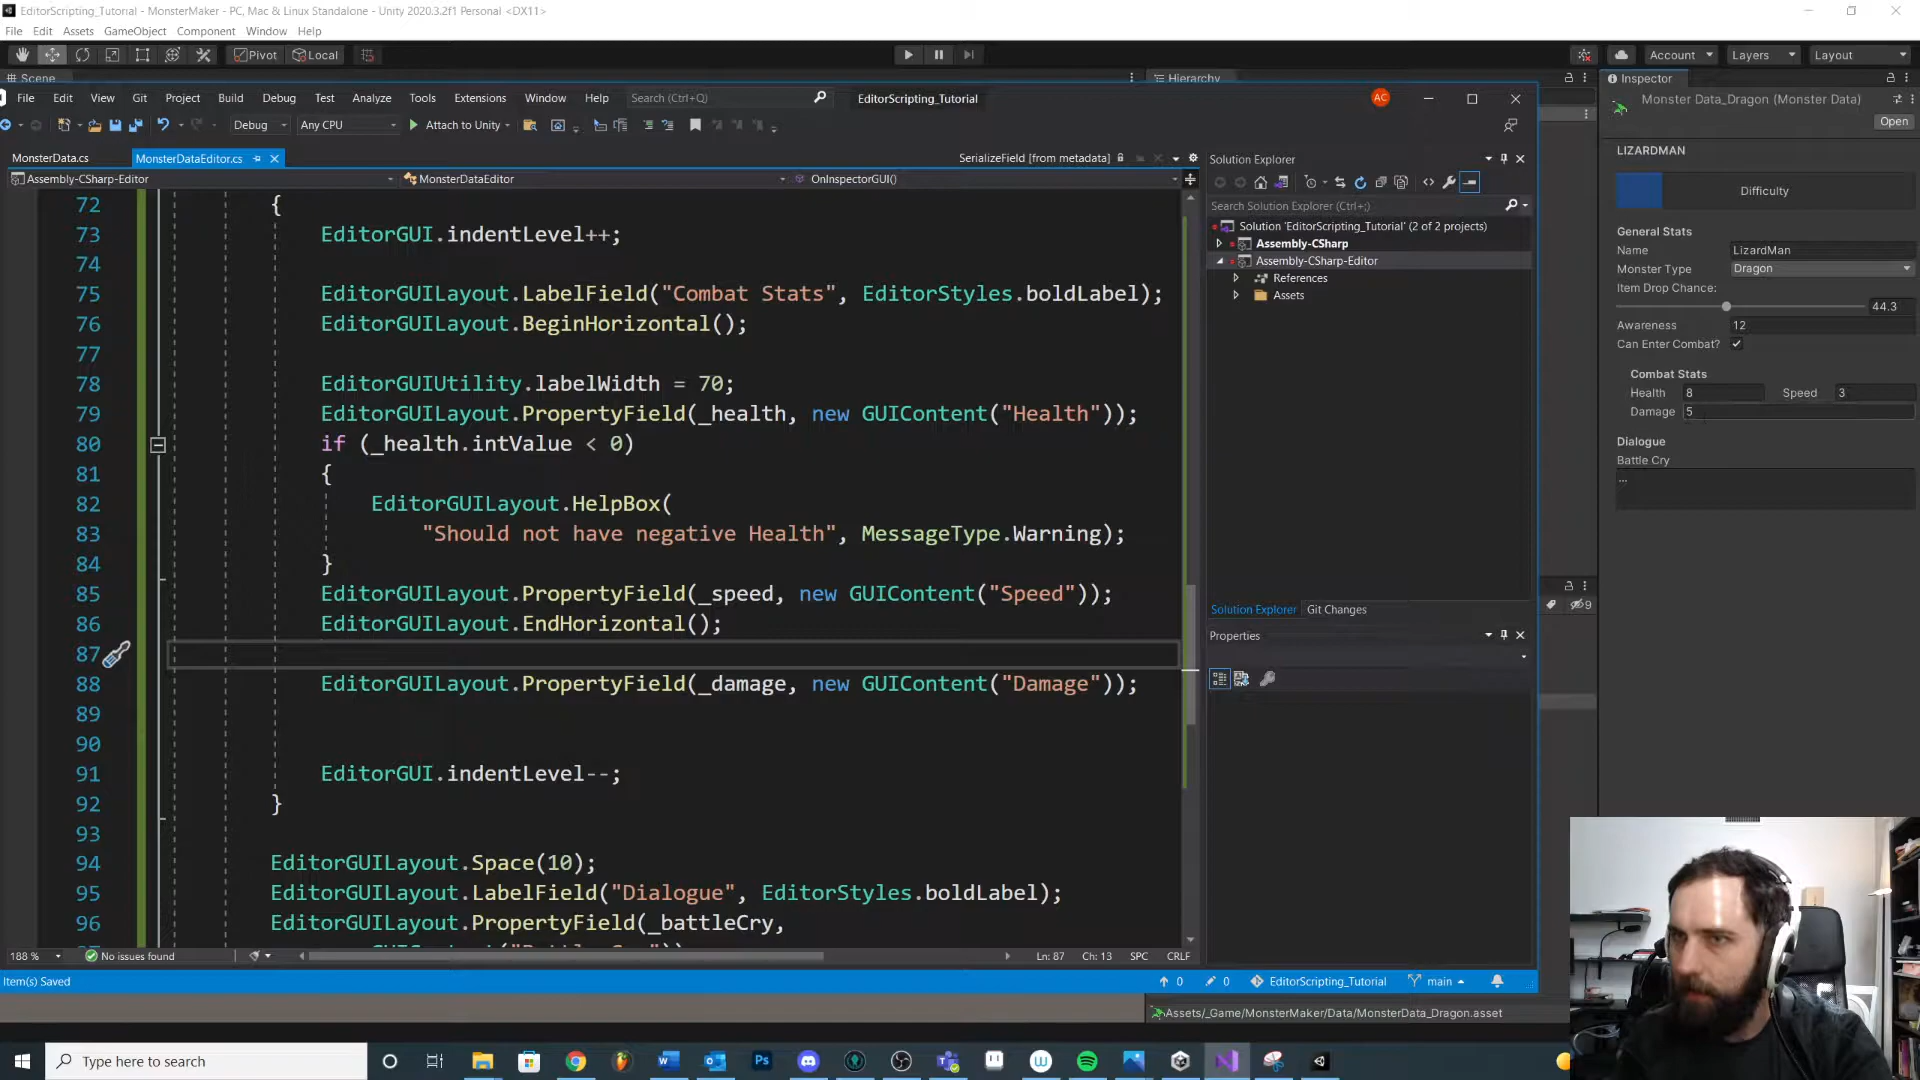 EditorScripting_Tutorial - MonsterMaker - PC, Mac & Linux Standalone - Unity 2020.3.2f1 Personal <DX11>
File Edit Assets GameObject Component Window Help
Pivot Local Account Layers Layout
Scene Hierarchy Inspector
File Edit View Git Project Build Debug Test Analyze Tools Extensions Window Help Search (Ctrl+Q) EditorScripting_Tutorial AC
Debug Any CPU Attach to Unity
MonsterData.cs MonsterDataEditor.cs SerializeField [from metadata]
Assembly-CSharp-Editor MonsterDataEditor OnInspectorGUI()
72 {
73 EditorGUI.indentLevel++;
74
75 EditorGUILayout.LabelField("Combat Stats", EditorStyles.boldLabel);
76 EditorGUILayout.BeginHorizontal();
77
78 EditorGUIUtility.labelWidth = 70;
79 EditorGUILayout.PropertyField(_health, new GUIContent("Health"));
80 if (_health.intValue < 0)
81 {
82 EditorGUILayout.HelpBox(
83 "Should not have negative Health", MessageType.Warning);
84 }
85 EditorGUILayout.PropertyField(_speed, new GUIContent("Speed"));
86 EditorGUILayout.EndHorizontal();
87
88 EditorGUILayout.PropertyField(_damage, new GUIContent("Damage"));
89
90
91 EditorGUI.indentLevel--;
92 }
93
94 EditorGUILayout.Space(10);
95 EditorGUILayout.LabelField("Dialogue", EditorStyles.boldLabel);
96 EditorGUILayout.PropertyField(_battleCry,
188 % No issues found Ln: 87 Ch: 13 SPC CRLF
Item(s) Saved 0 0 EditorScripting_Tutorial main
Solution Explorer
Search Solution Explorer (Ctrl+;)
Solution 'EditorScripting_Tutorial' (2 of 2 projects)
Assembly-CSharp
Assembly-CSharp-Editor
References
Assets
Solution Explorer Git Changes
Properties
9
Monster Data_Dragon (Monster Data)
Open
LIZARDMAN
Difficulty
General Stats
Name LizardMan
Monster Type Dragon
Item Drop Chance:
44.3
Awareness 12
Can Enter Combat?
Combat Stats
Health 8 Speed 3
Damage 5
Dialogue
Battle Cry
...
Assets/_Game/MonsterMaker/Data/MonsterData_Dragon.asset
Type here to search